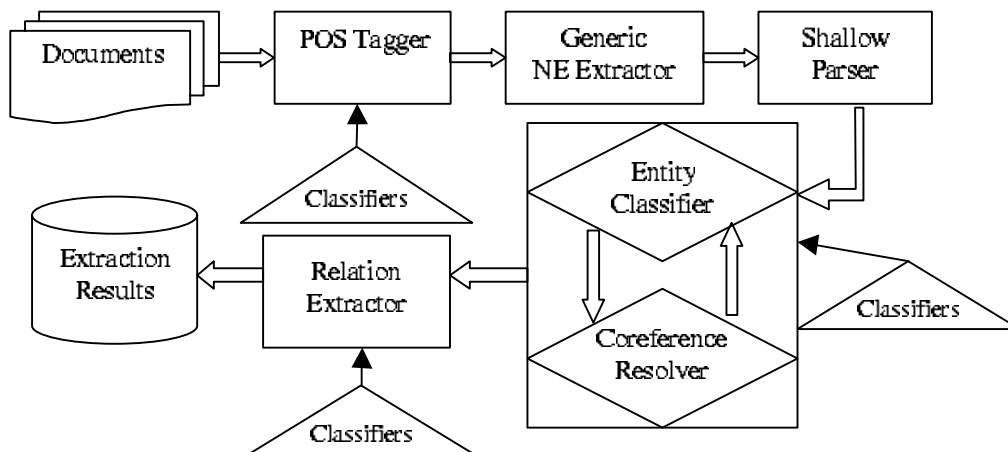 Documents
POS Tagger
Generic
NE Extractor
Shallow
Parser
Classifiers
Entity
Classifier
Extraction
Results
Relation
Extractor
Classifiers
Coreference
Resolver
Classifiers